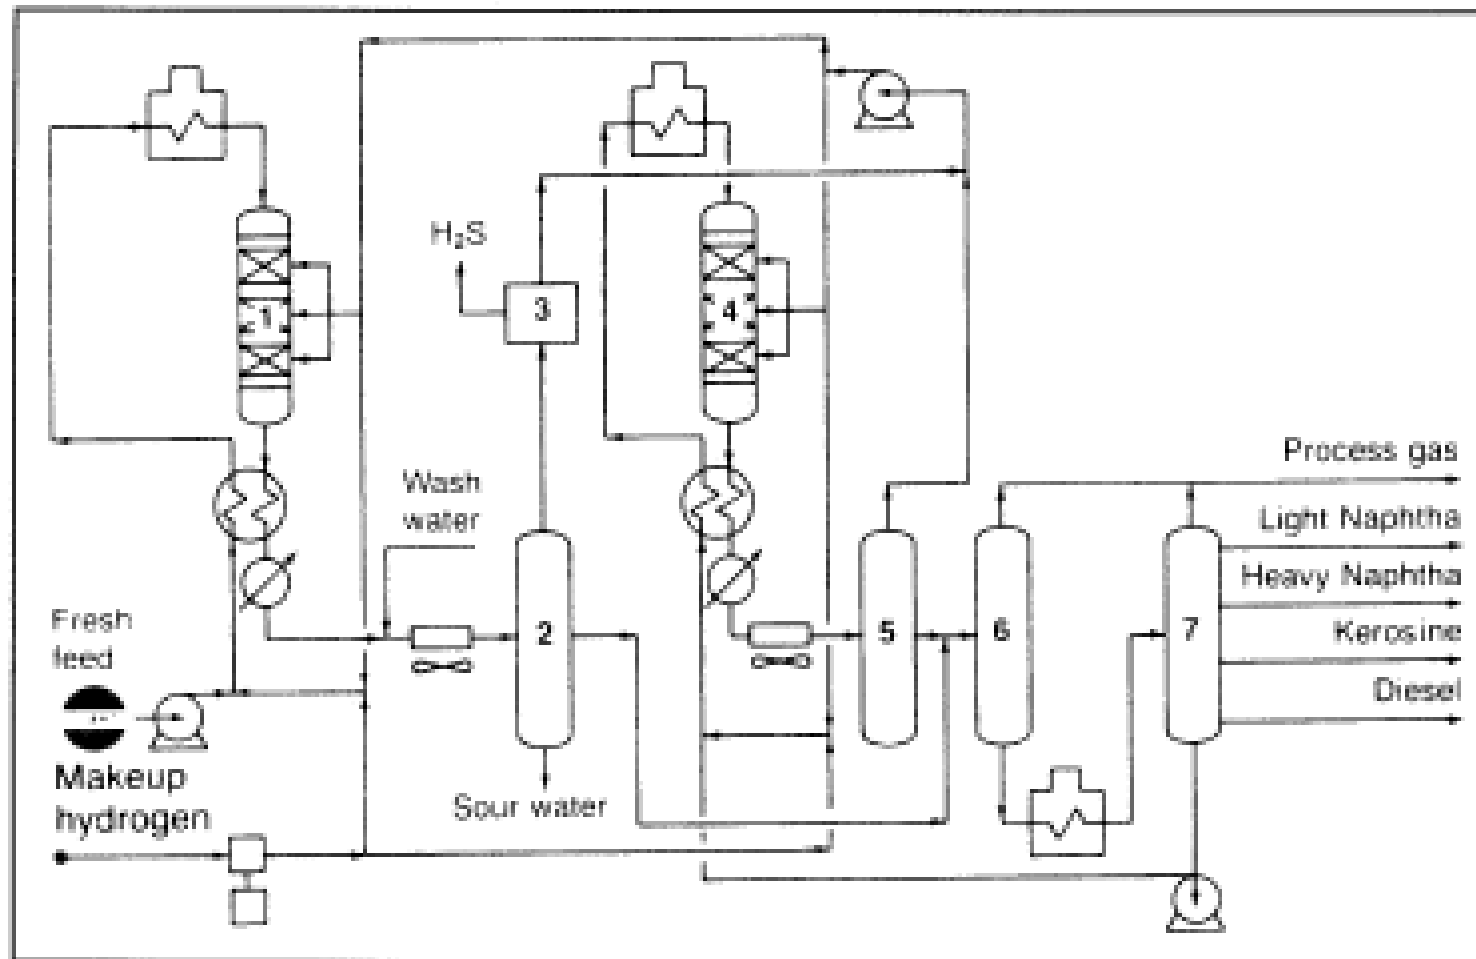 H₂S
1
3
4
Wash
water
Process gas
Light Naphtha
Heavy Naphtha
Kerosine
Diesel
2
5
6
7
Fresh
feed
Makeup
hydrogen
Sour water